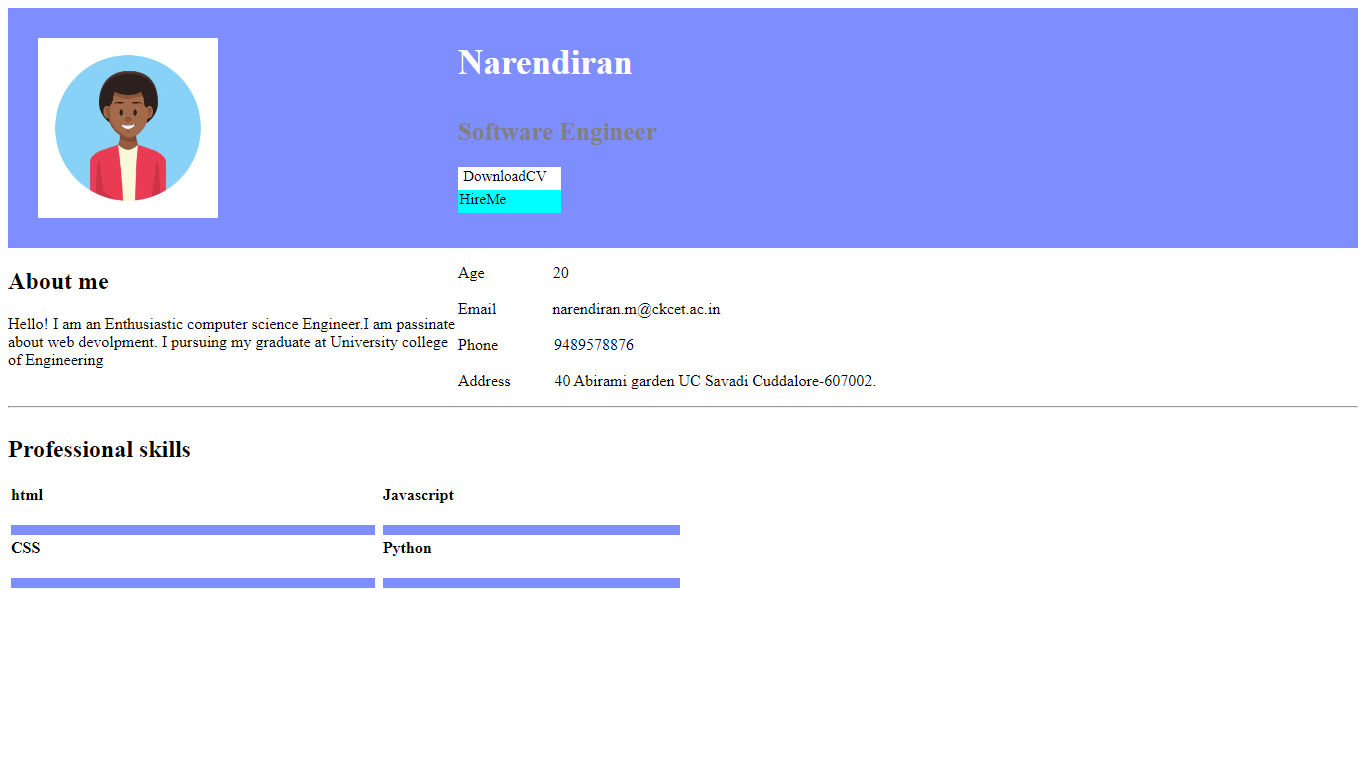 Narendiran
Software Engineer
DownloadCV
HireMe
About me
Hello! I am an Enthusiastic computer science Engineer.I am passinate
about web devolpment. I pursuing my graduate at University college
of Engineering
Age 20
Email narendiran.m@ckcet.ac.in
Phone 9489578876
Address 40 Abirami garden UC Savadi Cuddalore-607002.
Professional skills
html Javascript
CSS Python